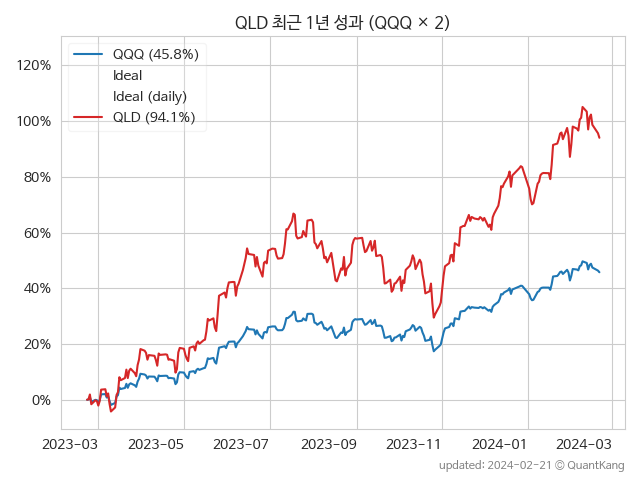 QLD 최근 1년 성과 (QQQ × 2)
QQQ (45.8%)
Ideal
Ideal (daily)
QLD (94.1%)
120%
100%
80%
60%
40%
20%
0%
2023-03 2023-05 2023-07 2023-09 2023-11 2024-01 2024-03
updated: 2024-02-21 © QuantKang